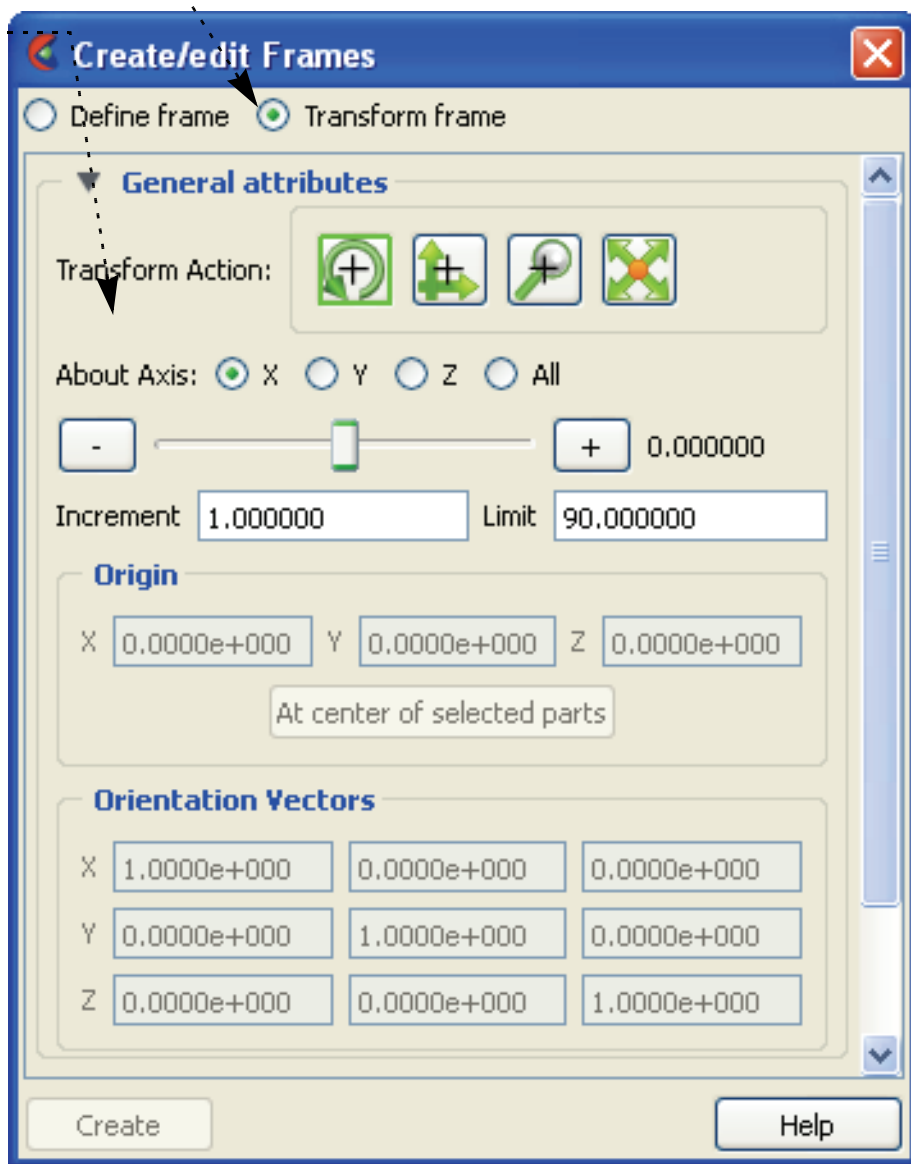 Create/edit Frames
Define frame Transform frame
General attributes
Transform Action:
About Axis: X Y Z All
- + 0.000000
Increment 1.000000 Limit 90.000000
Origin
X 0.0000e+000 Y 0.0000e+000 Z 0.0000e+000
At center of selected parts
Orientation Vectors
X 1.0000e+000 0.0000e+000 0.0000e+000
Y 0.0000e+000 1.0000e+000 0.0000e+000
Z 0.0000e+000 0.0000e+000 1.0000e+000
Create Help